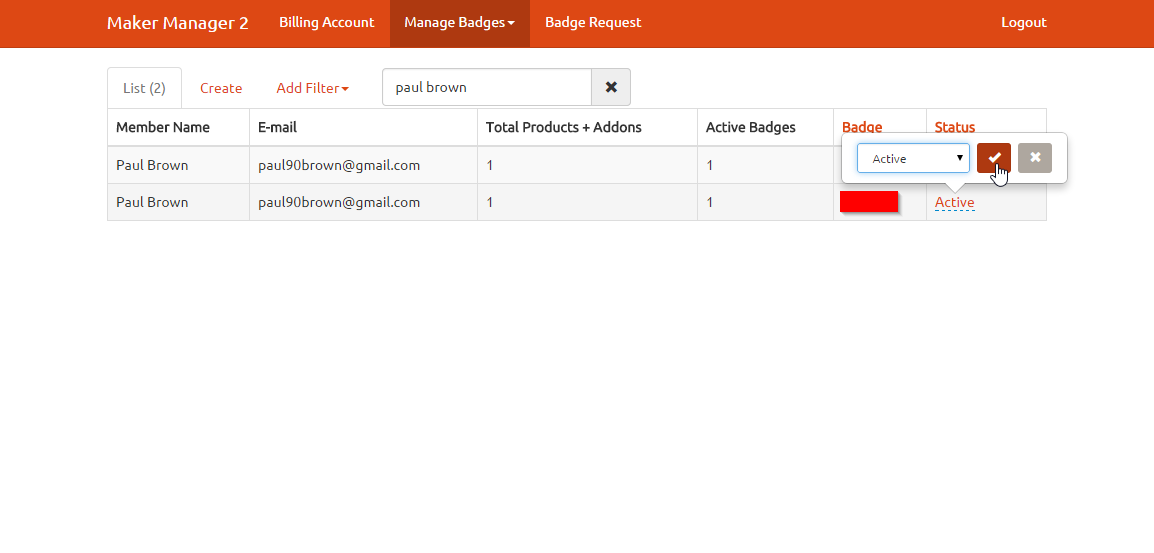 Maker Manager 2 Billing Account Manage Badges Badge Request Logout
List (2) Create Add Filter paul brown
Member Name E-mail Total Products + Addons Active Badges Badge Status
Paul Brown paul90brown@gmail.com 1 1 Active
Paul Brown paul90brown@gmail.com 1 1 Active